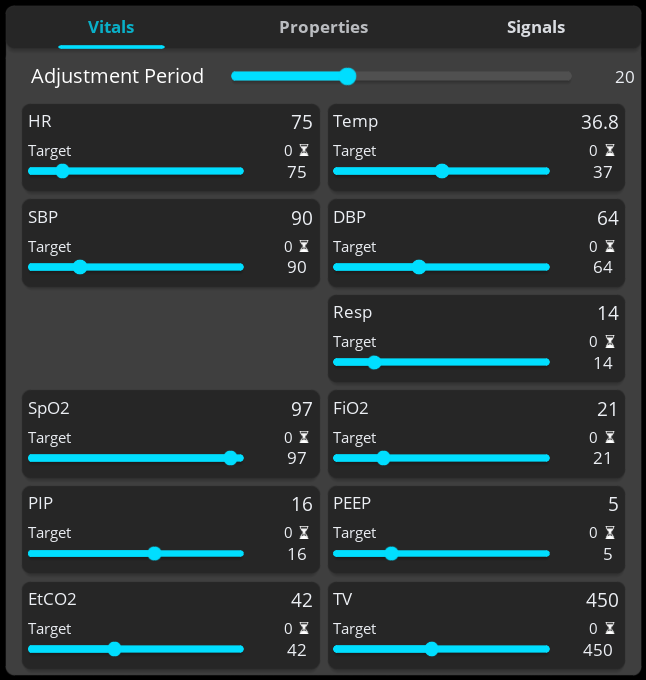 Vitals Properties Signals
Adjustment Period 20
HR 75
Target 0
75
Temp 36.8
Target 0
37
SBP 90
Target 0
90
DBP 64
Target 0
64
Resp 14
Target 0
14
SpO2 97
Target 0
97
FiO2 21
Target 0
21
PIP 16
Target 0
16
PEEP 5
Target 0
5
EtCO2 42
Target 0
42
TV 450
Target 0
450